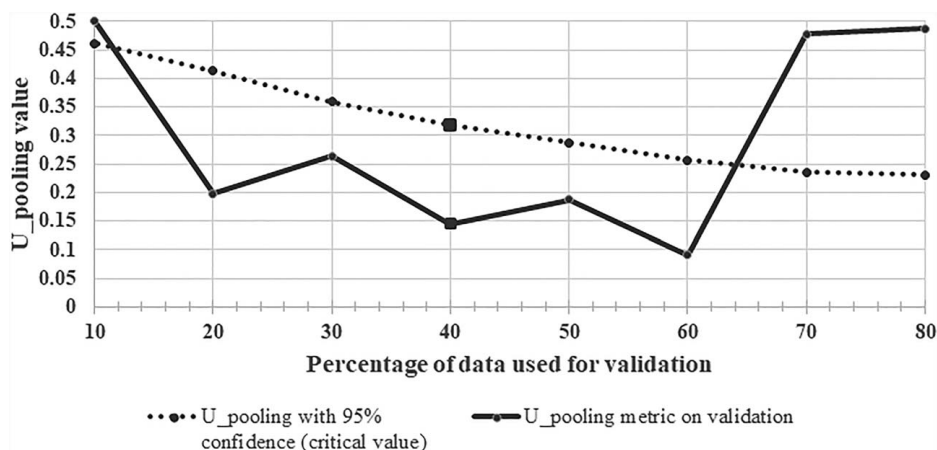 U_pooling value
0.5
0.45
0.4
0.35
0.3
0.25
0.2
0.15
0.1
0.05
0
10 20 30 40 50 60 70 80
Percentage of data used for validation
U_pooling with 95% U_pooling metric on validation
confidence (critical value)